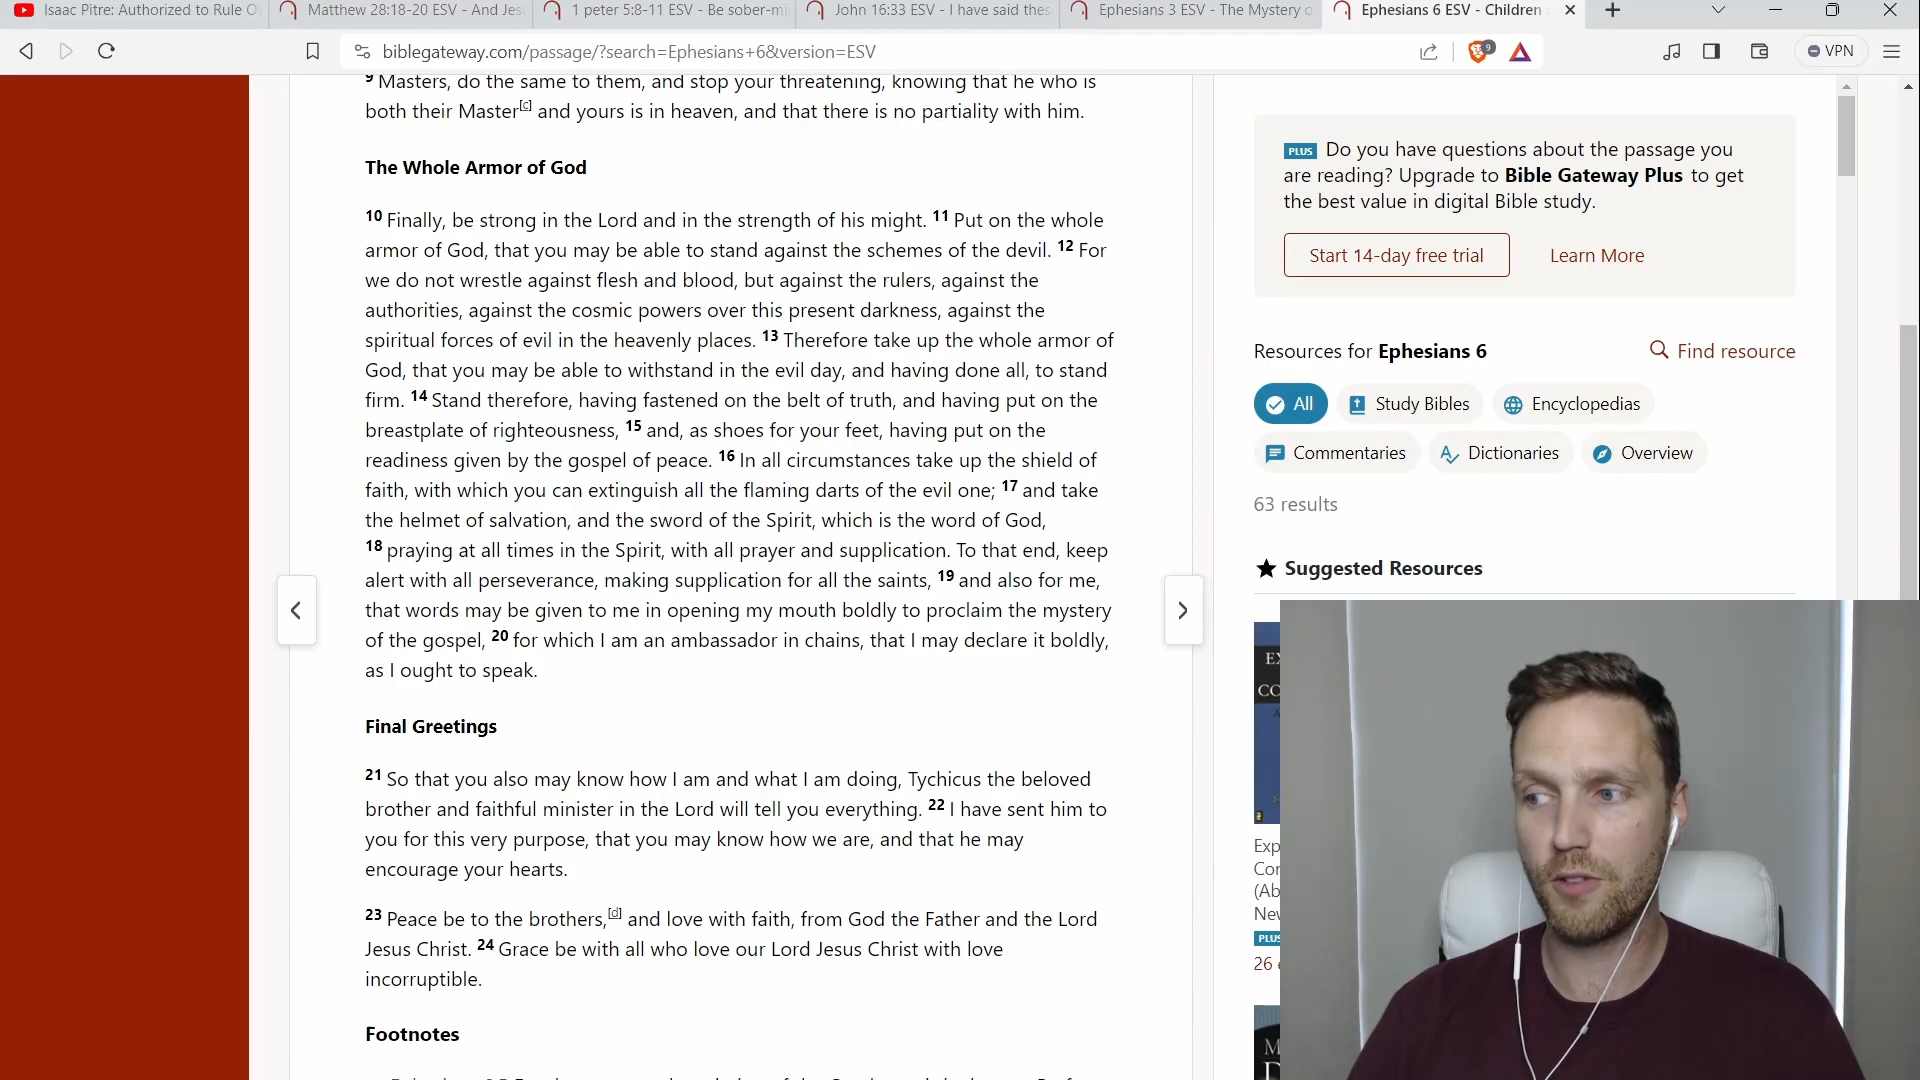 Isaac Pitre: Authorized to Rule O
Matthew 28:18-20 ESV - And Jes
1 peter 5:8-11 ESV - Be sober-mi
John 16:33 ESV - I have said thes
Ephesians 3 ESV - The Mystery o
Ephesians 6 ESV - Children
biblegateway.com/passage/?search=Ephesians+6&version=ESV
9
VPN
9 Masters, do the same to them, and stop your threatening, knowing that he who is
both their Master[c] and yours is in heaven, and that there is no partiality with him.
The Whole Armor of God
10 Finally, be strong in the Lord and in the strength of his might. 11 Put on the whole
armor of God, that you may be able to stand against the schemes of the devil. 12 For
we do not wrestle against flesh and blood, but against the rulers, against the
authorities, against the cosmic powers over this present darkness, against the
spiritual forces of evil in the heavenly places. 13 Therefore take up the whole armor of
God, that you may be able to withstand in the evil day, and having done all, to stand
firm. 14 Stand therefore, having fastened on the belt of truth, and having put on the
breastplate of righteousness, 15 and, as shoes for your feet, having put on the
readiness given by the gospel of peace. 16 In all circumstances take up the shield of
faith, with which you can extinguish all the flaming darts of the evil one; 17 and take
the helmet of salvation, and the sword of the Spirit, which is the word of God,
18 praying at all times in the Spirit, with all prayer and supplication. To that end, keep
alert with all perseverance, making supplication for all the saints, 19 and also for me,
that words may be given to me in opening my mouth boldly to proclaim the mystery
of the gospel, 20 for which I am an ambassador in chains, that I may declare it boldly,
as I ought to speak.
Final Greetings
21 So that you also may know how I am and what I am doing, Tychicus the beloved
brother and faithful minister in the Lord will tell you everything. 22 I have sent him to
you for this very purpose, that you may know how we are, and that he may
encourage your hearts.
23 Peace be to the brothers,[d] and love with faith, from God the Father and the Lord
Jesus Christ. 24 Grace be with all who love our Lord Jesus Christ with love
incorruptible.
Footnotes
PLUS Do you have questions about the passage you
are reading? Upgrade to Bible Gateway Plus to get
the best value in digital Bible study.
Start 14-day free trial
Learn More
Resources for Ephesians 6
Find resource
All
Study Bibles
Encyclopedias
Commentaries
Dictionaries
Overview
63 results
Suggested Resources
EX
CO
Exp
Cor
(Ab
Nev
PLUS
26
M
D